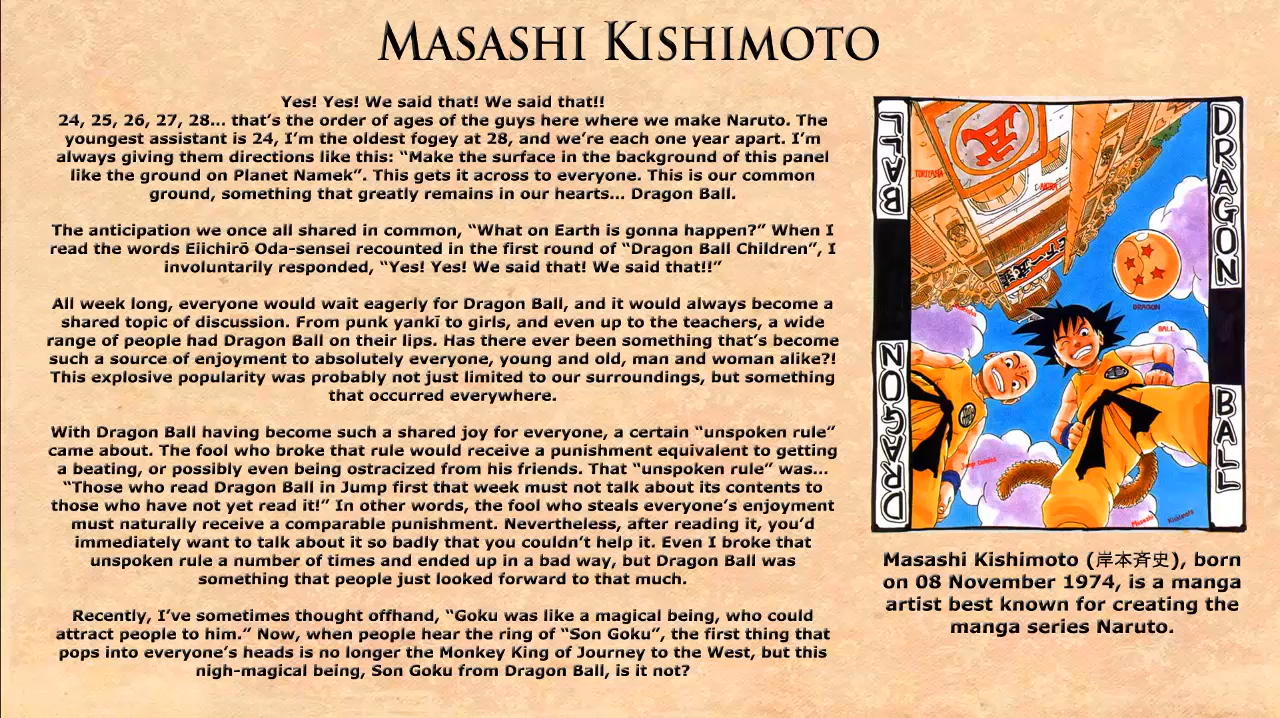 MASASHI KISHIMOTO
Yes! Yes! We said that! We said that!!
24, 25, 26, 27, 28... that’s the order of ages of the guys here where we make Naruto. The
youngest assistant is 24, I’m the oldest fogey at 28, and we’re each one year apart. I’m
always giving them directions like this: “Make the surface in the background of this panel
like the ground on Planet Namek”. This gets it across to everyone. This is our common
ground, something that greatly remains in our hearts... Dragon Ball.
The anticipation we once all shared in common, “What on Earth is gonna happen?” When I
read the words Eiichirō Oda-sensei recounted in the first round of “Dragon Ball Children”, I
involuntarily responded, “Yes! Yes! We said that! We said that!!”
All week long, everyone would wait eagerly for Dragon Ball, and it would always become a
shared topic of discussion. From punk yankī to girls, and even up to the teachers, a wide
range of people had Dragon Ball on their lips. Has there ever been something that’s become
such a source of enjoyment to absolutely everyone, young and old, man and woman alike?!
This explosive popularity was probably not just limited to our surroundings, but something
that occurred everywhere.
With Dragon Ball having become such a shared joy for everyone, a certain “unspoken rule”
came about. The fool who broke that rule would receive a punishment equivalent to getting
a beating, or possibly even being ostracized from his friends. That “unspoken rule” was...
“Those who read Dragon Ball in Jump first that week must not talk about its contents to
those who have not yet read it!” In other words, the fool who steals everyone’s enjoyment
must naturally receive a comparable punishment. Nevertheless, after reading it, you’d
immediately want to talk about it so badly that you couldn’t help it. Even I broke that
unspoken rule a number of times and ended up in a bad way, but Dragon Ball was
something that people just looked forward to that much.
Recently, I’ve sometimes thought offhand, “Goku was like a magical being, who could
attract people to him.” Now, when people hear the ring of “Son Goku”, the first thing that
pops into everyone’s heads is no longer the Monkey King of Journey to the West, but this
nigh-magical being, Son Goku from Dragon Ball, is it not?
DRAGON
BALL
DRAGON
BALL
TORIYAMA
AKIRA
DRAGON
BALL
Jump Comics
Masashi
Kishimoto
Masashi Kishimoto (岸本斉史), born
on 08 November 1974, is a manga
artist best known for creating the
manga series Naruto.